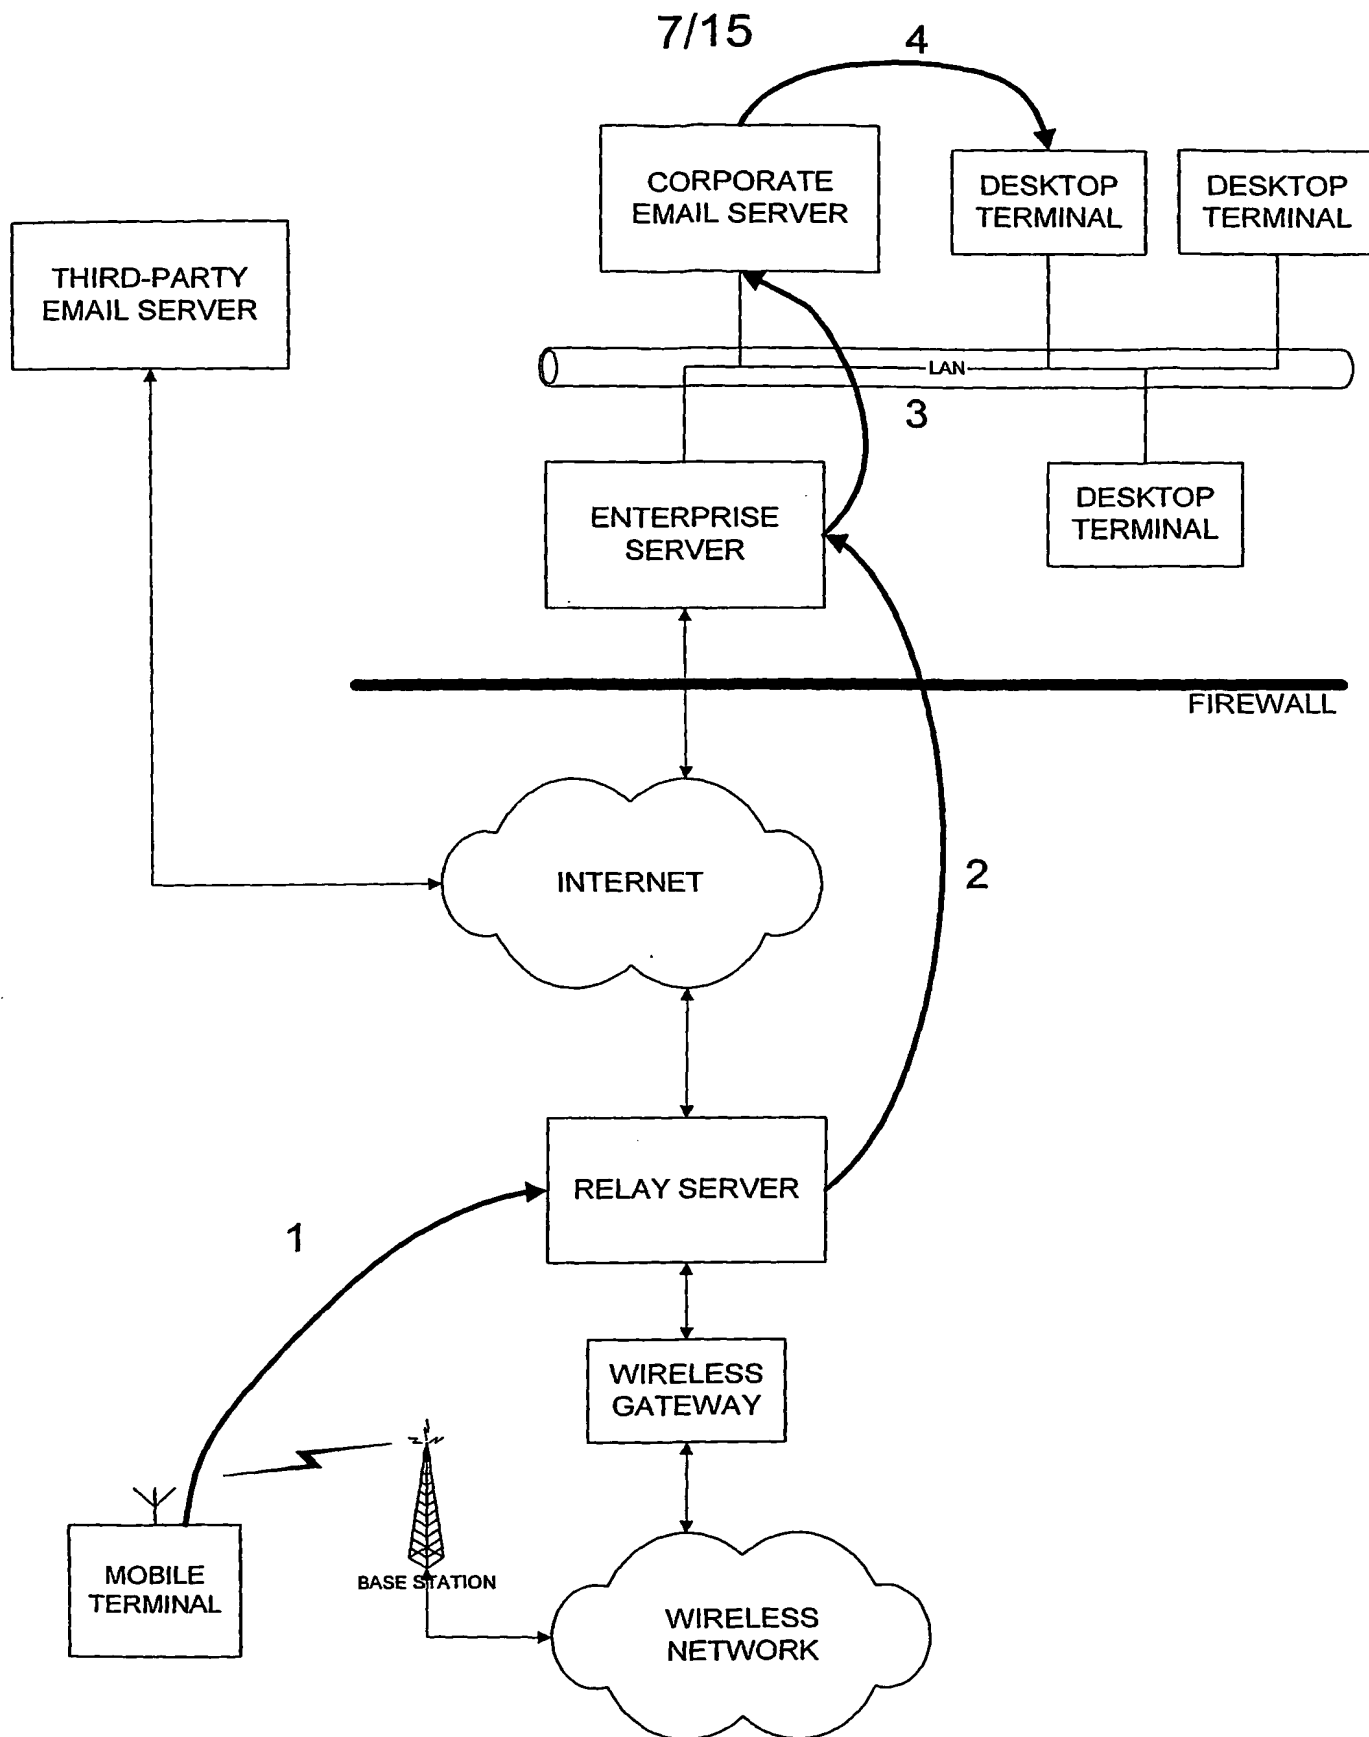 7/15
4
CORPORATE
EMAIL SERVER
DESKTOP
TERMINAL
DESKTOP
TERMINAL
THIRD-PARTY
EMAIL SERVER
LAN
3
DESKTOP
TERMINAL
ENTERPRISE
SERVER
FIREWALL
INTERNET
2
RELAY SERVER
1
WIRELESS
GATEWAY
MOBILE
TERMINAL
BASE STATION
WIRELESS
NETWORK